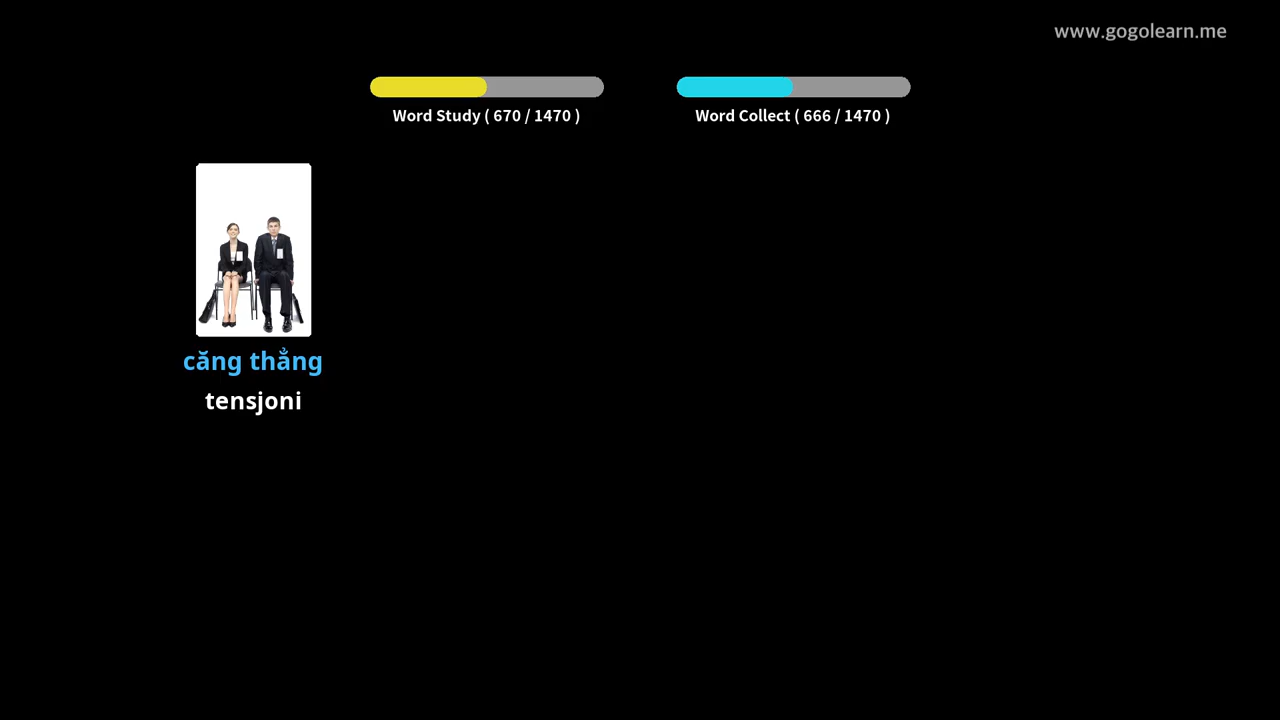 www.gogolearn.me
Word Study ( 670 / 1470 )
Word Collect ( 666 / 1470 )
căng thẳng
tensjoni